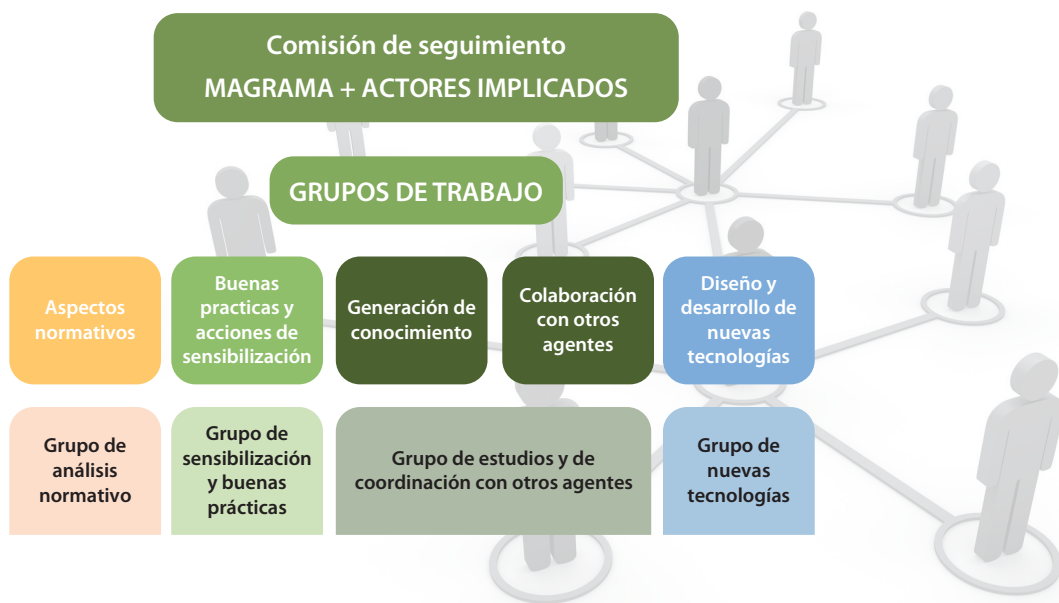 Comisión de seguimiento
MAGRAMA + ACTORES IMPLICADOS
GRUPOS DE TRABAJO
Aspectos
normativos
Buenas
practicas y
acciones de
sensibilización
Generación de
conocimiento
Colaboración
con otros
agentes
Diseño y
desarrollo de
nuevas
tecnologías
Grupo de
análisis
normativo
Grupo de
sensibilización
y buenas
prácticas
Grupo de estudios y de
coordinación con otros agentes
Grupo de
nuevas
tecnologías